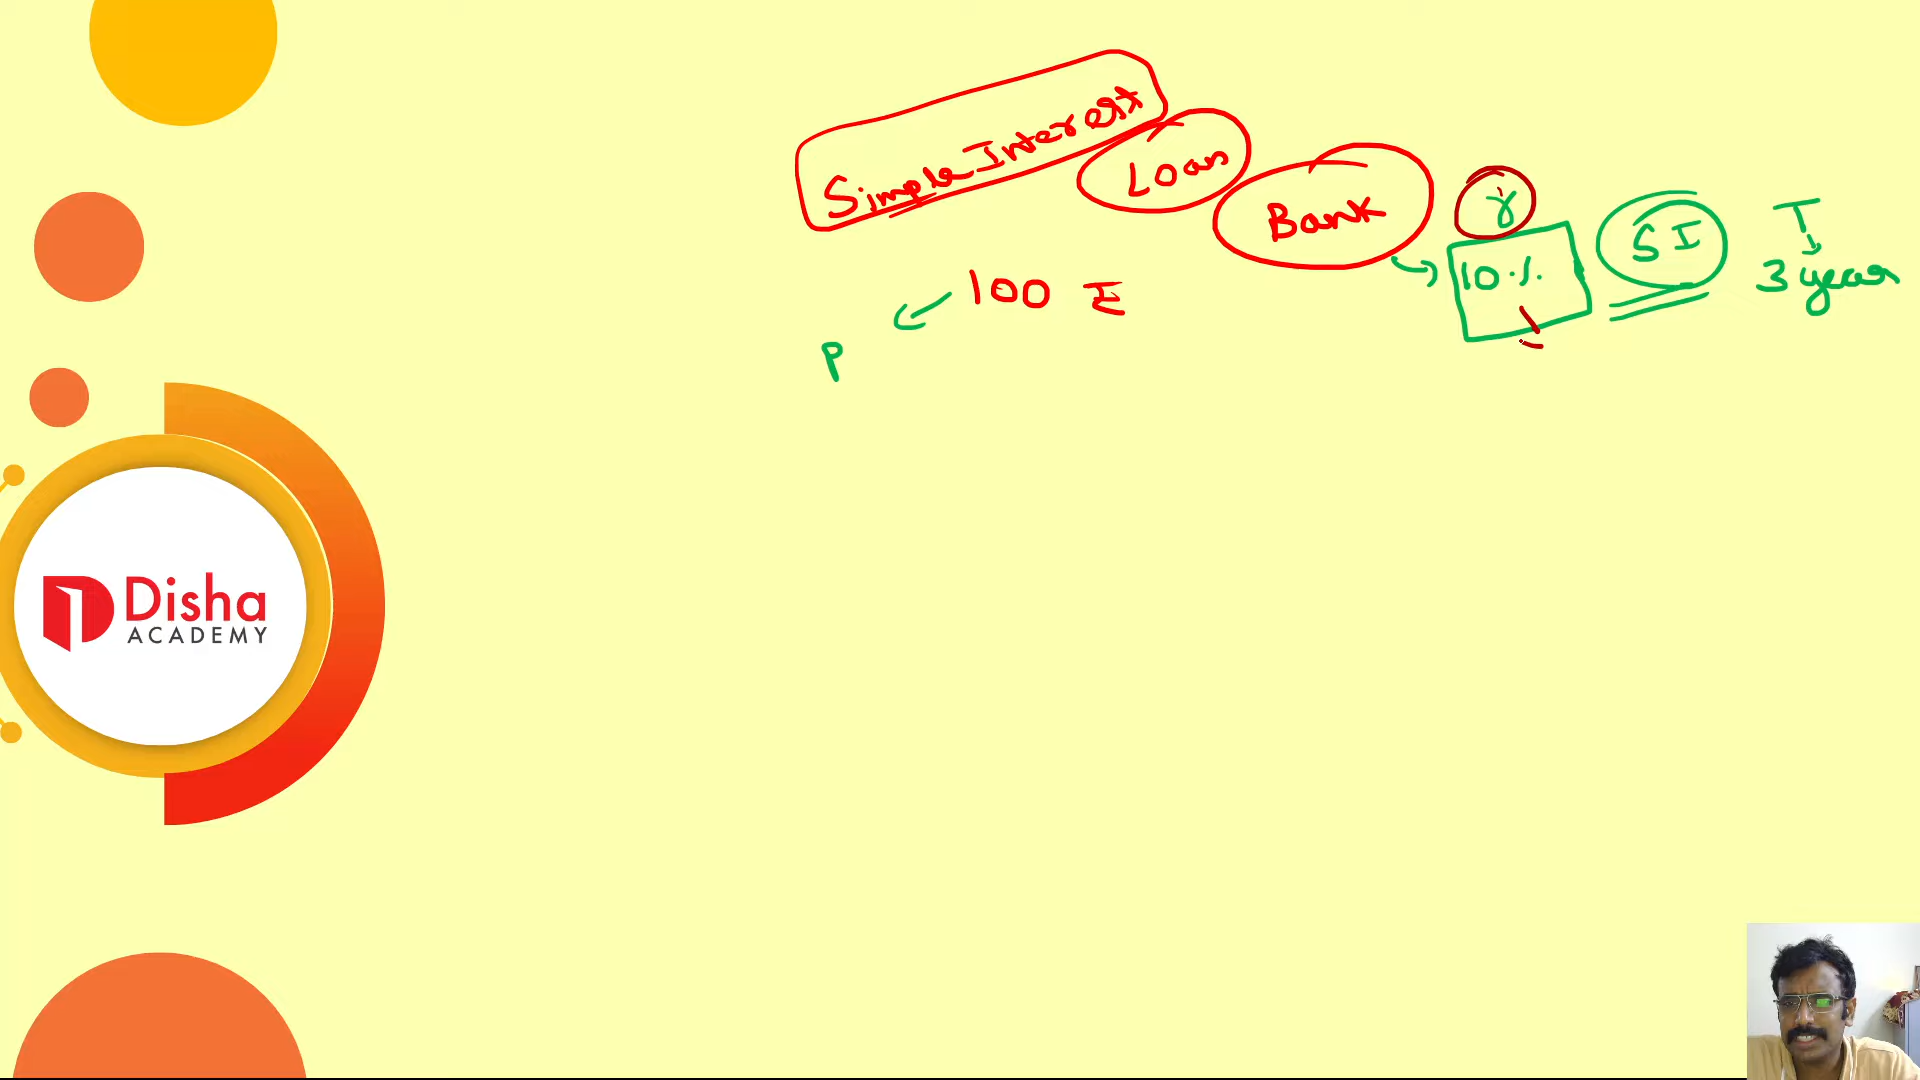 Simple Interest
Loan
Bank
r
SI
T
10%
3 year
100
P
Disha
ACADEMY